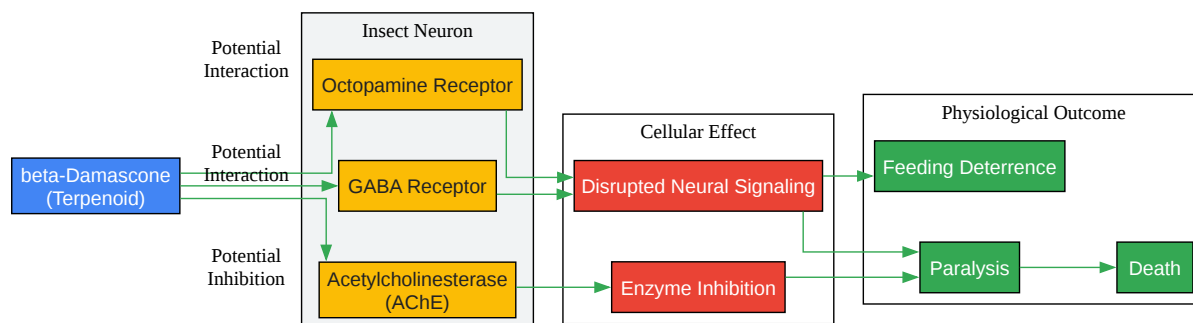 Insect Neuron
Potential
Interaction
Octopamine Receptor
Physiological Outcome
Cellular Effect
beta-Damascone
(Terpenoid)
Potential
Interaction
GABA Receptor
Disrupted Neural Signaling
Feeding Deterrence
Potential
Inhibition
Acetylcholinesterase
(AChE)
Enzyme Inhibition
Paralysis
Death